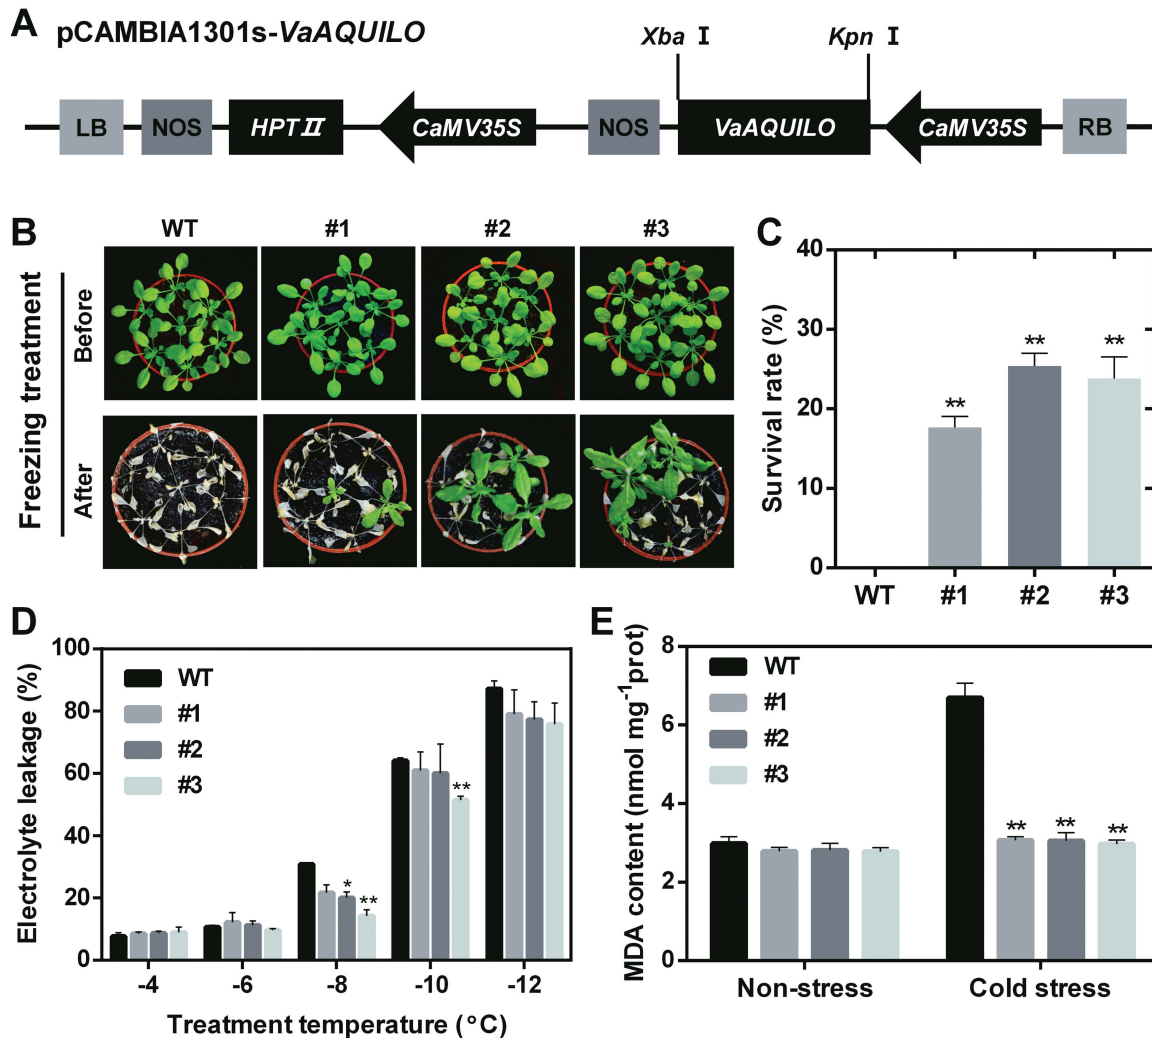 A pCAMBIA1301s-VaAQUILO
Xba I Kpn I
LB NOS HPT II CaMV35S NOS VaAQUILO CaMV35S RB
B WT #1 #2 #3
Freezing treatment
Before
After
C
Survival rate (%)
40
30
20
10
0
** ** **
WT #1 #2 #3
D
Electrolyte leakage (%)
100
80
60
40
20
0
WT
#1
#2
#3
* **
**
-4 -6 -8 -10 -12
Treatment temperature (°C)
E
MDA content (nmol mg-1prot)
8
6
4
2
0
WT
#1
#2
#3
** ** **
Non-stress Cold stress